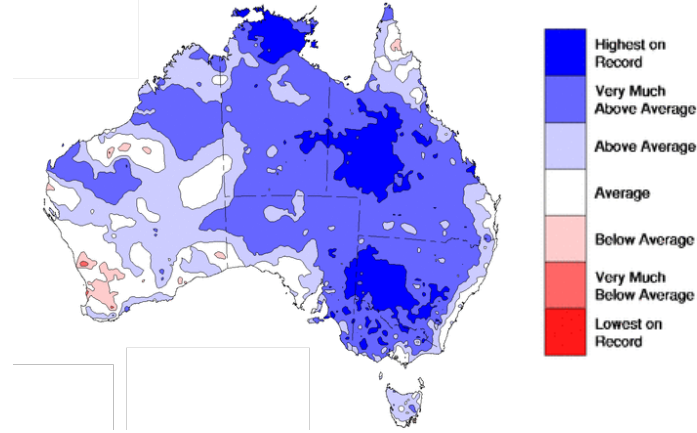 Highest on
Record
Very Much
Above Average
Above Average
Average
Below Average
Very Much
Below Average
Lowest on
Record